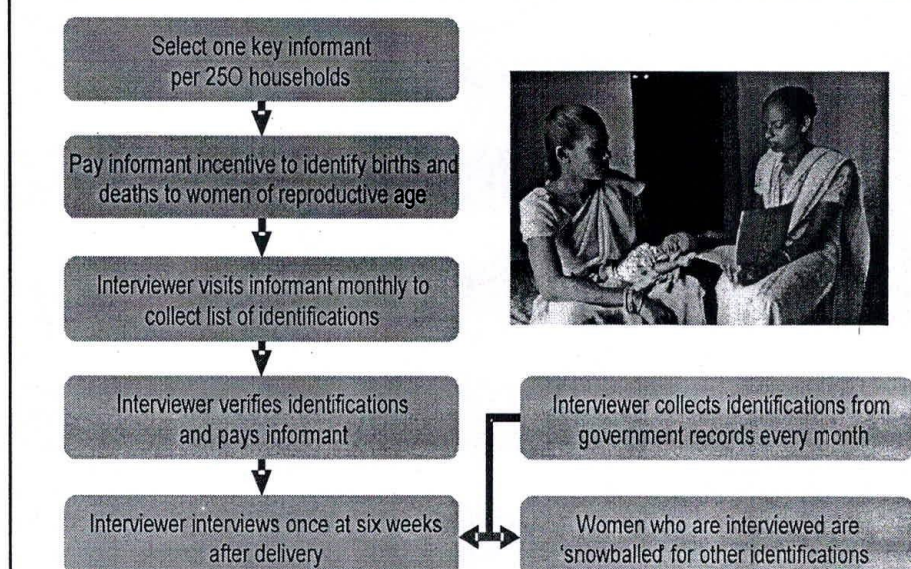 Select one key informant
per 250 households
Pay informant incentive to identify births and
deaths to women of reproductive age
Interviewer visits informant monthly to
collect list of identifications
Interviewer verifies identifications
and pays informant
Interviewer interviews once at six weeks
after delivery
Interviewer collects identifications from
government records every month
Women who are interviewed are
'snowballed' for other identifications